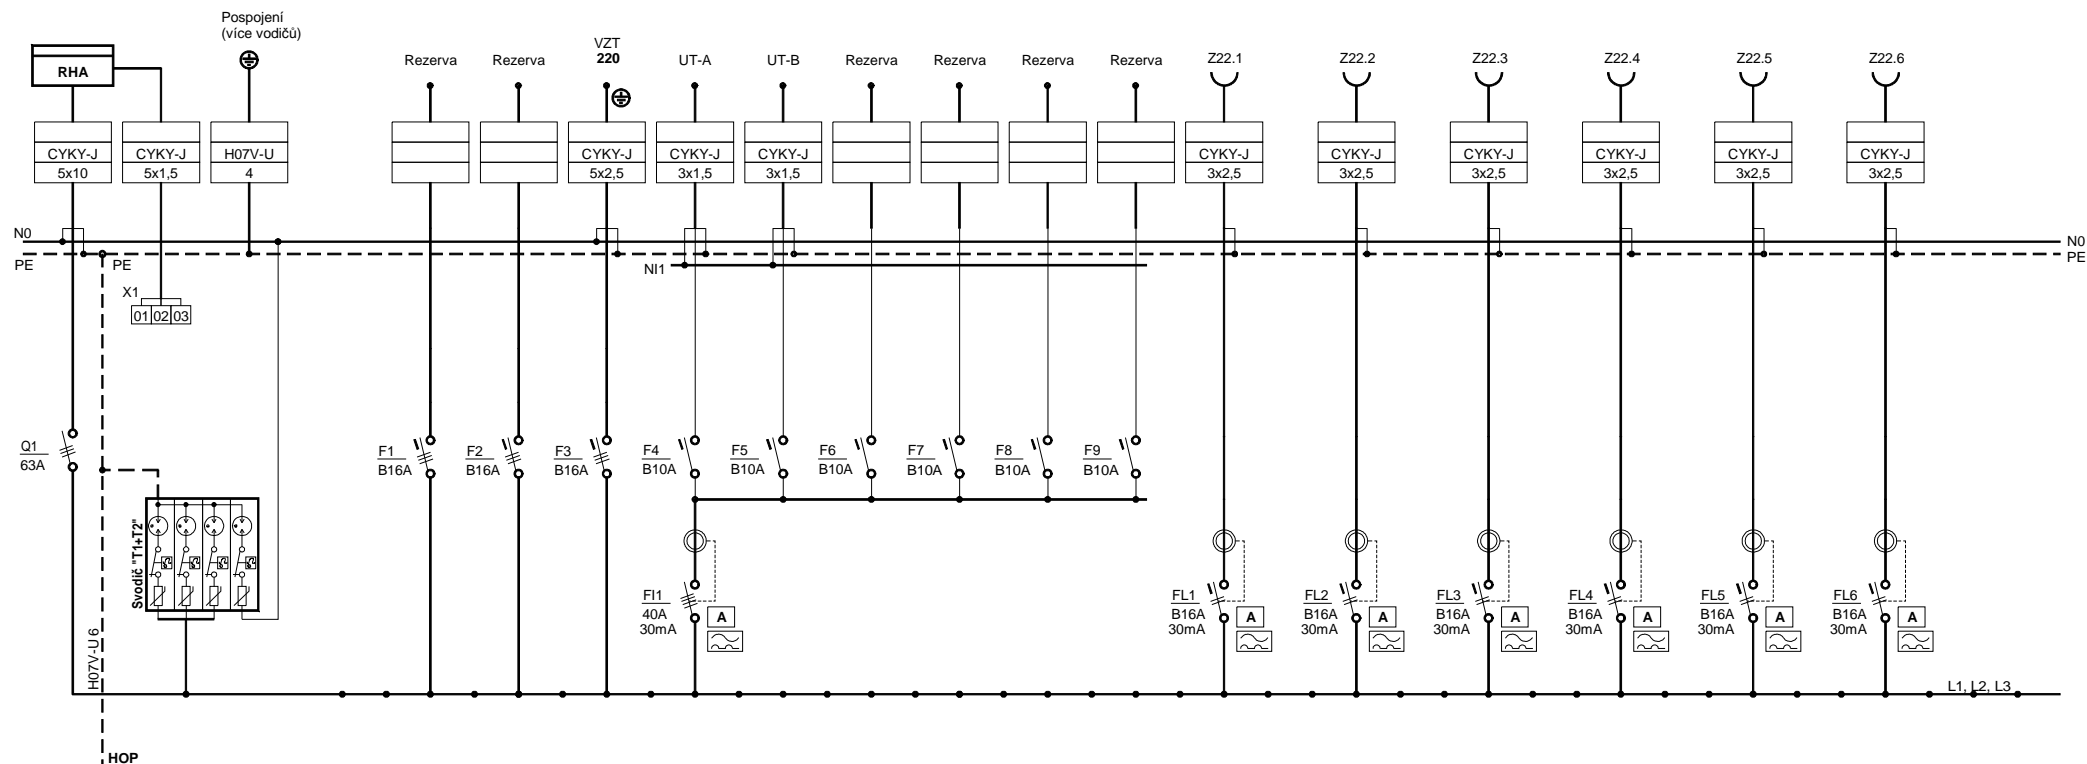 Pospojení
(více vodičů)
RHA
Rezerva
Rezerva
VZT
220
UT-A
UT-B
Rezerva
Rezerva
Rezerva
Rezerva
Z22.1
Z22.2
Z22.3
Z22.4
Z22.5
Z22.6
CYKY-J
5x10
CYKY-J
5x1,5
H07V-U
4
CYKY-J
5x2,5
CYKY-J
3x1,5
CYKY-J
3x1,5
CYKY-J
3x2,5
CYKY-J
3x2,5
CYKY-J
3x2,5
CYKY-J
3x2,5
CYKY-J
3x2,5
CYKY-J
3x2,5
N0
N0
PE
PE
NI1
PE
X1
01 02 03
Q1
63A
F1
B16A
F2
B16A
F3
B16A
F4
B10A
F5
B10A
F6
B10A
F7
B10A
F8
B10A
F9
B10A
Svodič "T1+T2"
H07V-U 6
FI1
40A
30mA
A
FL1
B16A
30mA
A
FL2
B16A
30mA
A
FL3
B16A
30mA
A
FL4
B16A
30mA
A
FL5
B16A
30mA
A
FL6
B16A
30mA
A
L1, L2, L3
HOP